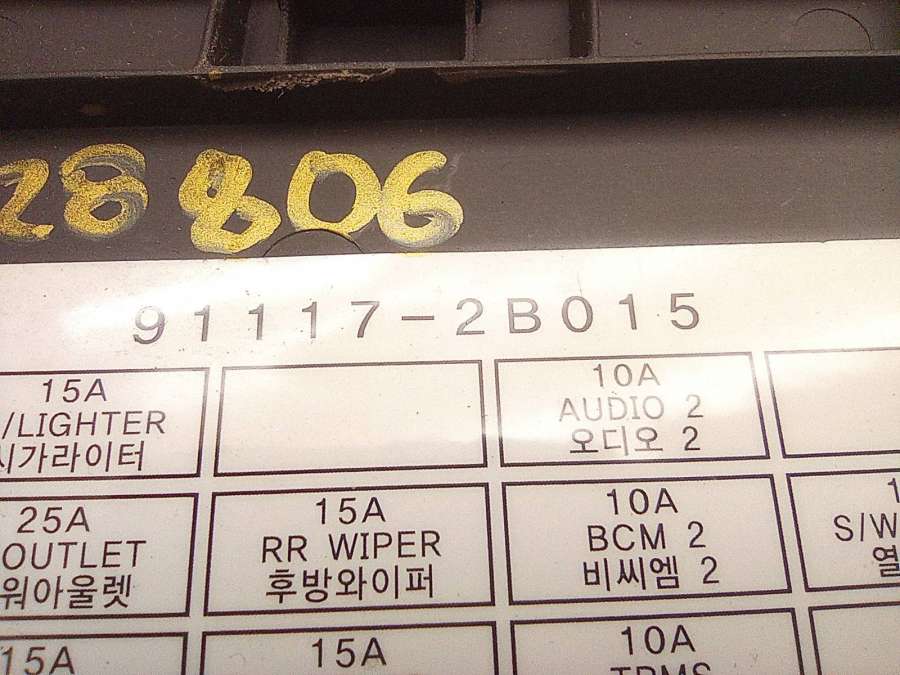 28806
91117-2B015
15A
/LIGHTER
시가라이터
10A
AUDIO 2
오디오 2
25A
OUTLET
워아울렛
15A
RR WIPER
후방와이퍼
10A
BCM 2
비씨엠 2
S/W
열
15A
15A
10A
TPMS